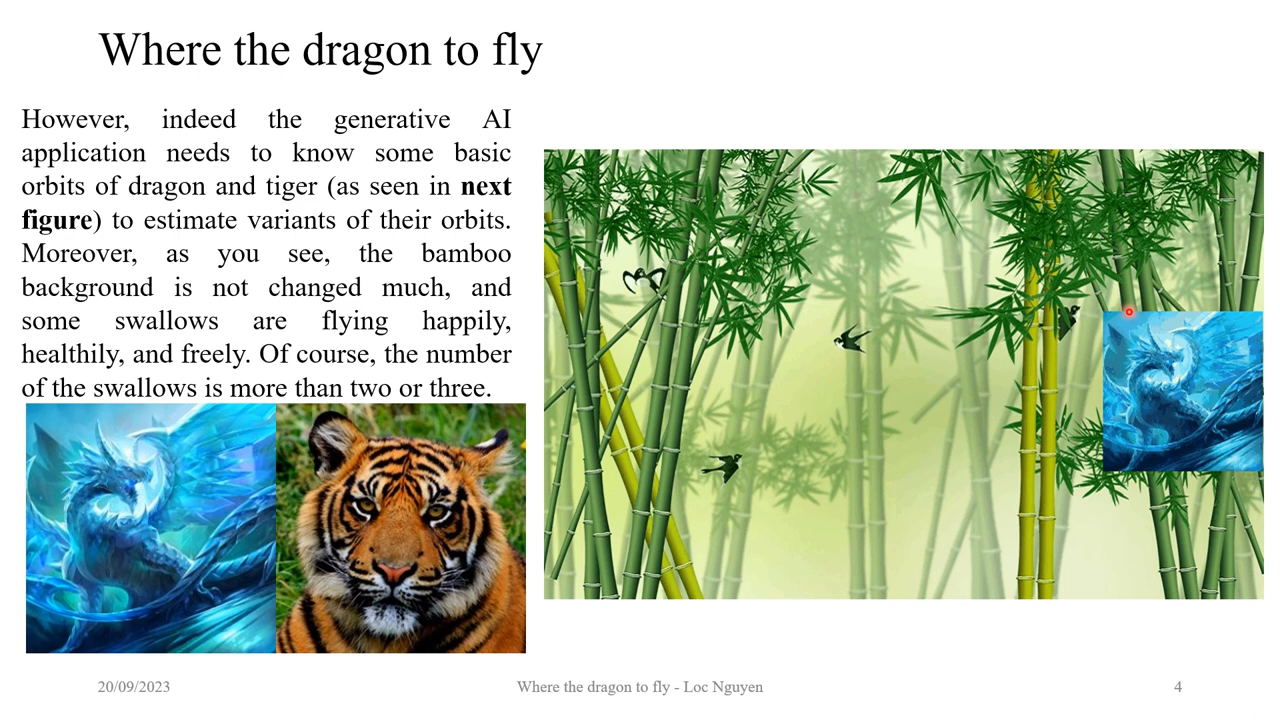 Where the dragon to fly
However, indeed the generative AI
application needs to know some basic
orbits of dragon and tiger (as seen in next
figure) to estimate variants of their orbits.
Moreover, as you see, the bamboo
background is not changed much, and
some swallows are flying happily,
healthily, and freely. Of course, the number
of the swallows is more than two or three.
20/09/2023
Where the dragon to fly - Loc Nguyen
4